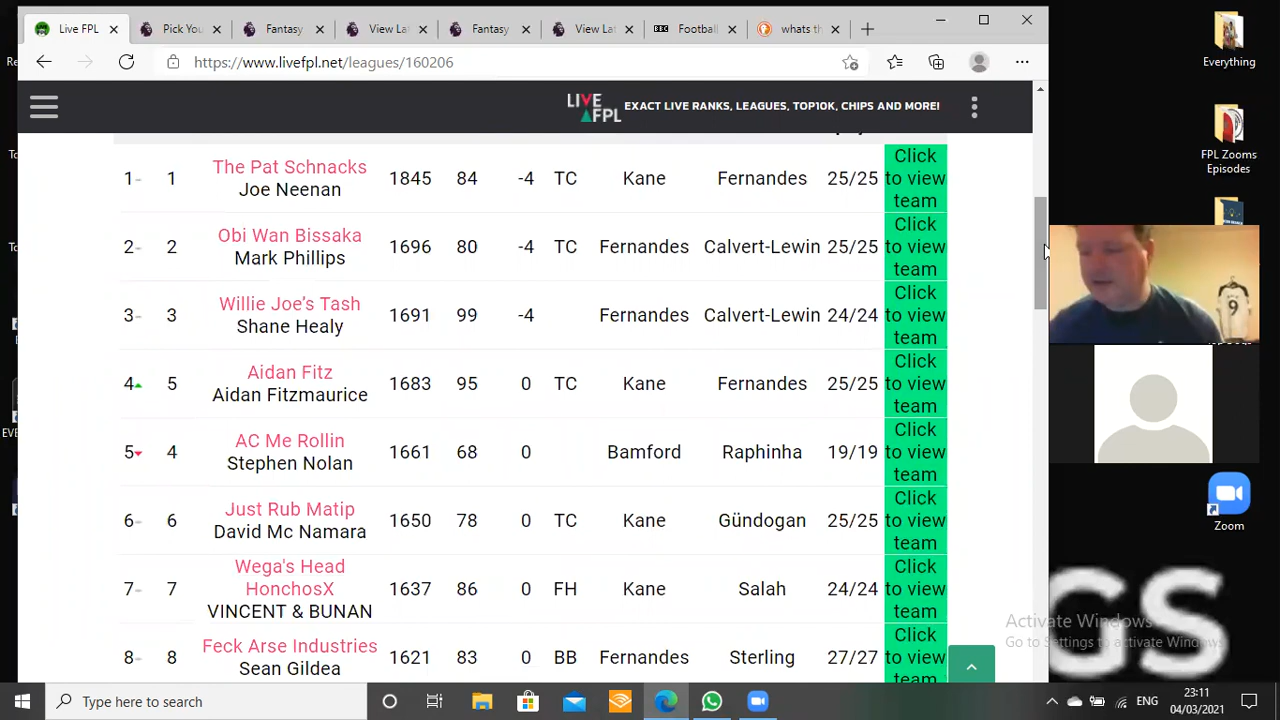 Live FPL
Pick You
Fantasy
View Lat
Fantasy
View Lat
BBC
Football
whats th
https://www.livefpl.net/leagues/160206
LIVE
FPL
EXACT LIVE RANKS, LEAGUES, TOP10K, CHIPS AND MORE!
1 1 The Pat Schnacks 1845 84 -4 TC Kane Fernandes 25/25 Click to view team
Joe Neenan
2 2 Obi Wan Bissaka 1696 80 -4 TC Fernandes Calvert-Lewin 25/25 Click to view team
Mark Phillips
3 3 Willie Joe’s Tash 1691 99 -4 Fernandes Calvert-Lewin 24/24 Click to view team
Shane Healy
4 5 Aidan Fitz 1683 95 0 TC Kane Fernandes 25/25 Click to view team
Aidan Fitzmaurice
5 4 AC Me Rollin 1661 68 0 Bamford Raphinha 19/19 Click to view team
Stephen Nolan
6 6 Just Rub Matip 1650 78 0 TC Kane Gündogan 25/25 Click to view team
David Mc Namara
7 7 Wega's Head HonchosX 1637 86 0 FH Kane Salah 24/24 Click to view team
VINCENT & BUNAN
8 8 Feck Arse Industries 1621 83 0 BB Fernandes Sterling 27/27 Click to view team
Sean Gildea
Everything
FPL Zooms
Episodes
9
Zoom
GS
Activate Windows
Go to Settings to activate Windows.
Type here to search
ENG
23:11
04/03/2021